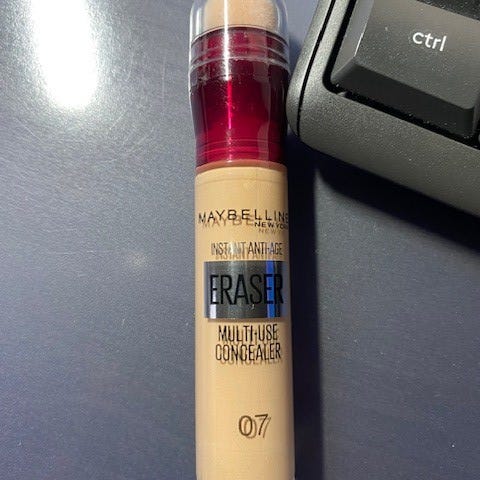 ctrl
MAYBELLINE
NEW YORK
INSTANT ANTI-AGE
ERASER
MULTI-USE
CONCEALER
07